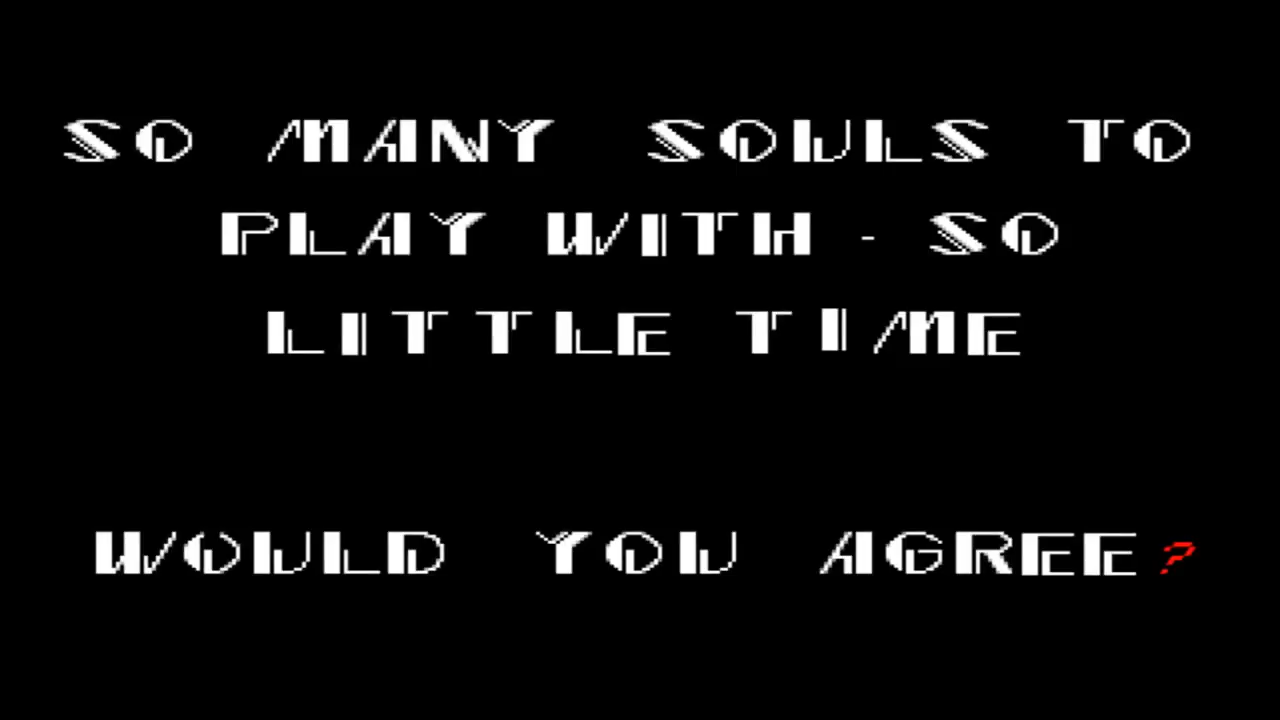 SO MANY SOULS TO
PLAY WITH - SO
LITTLE TIME
WOULD YOU AGREE?